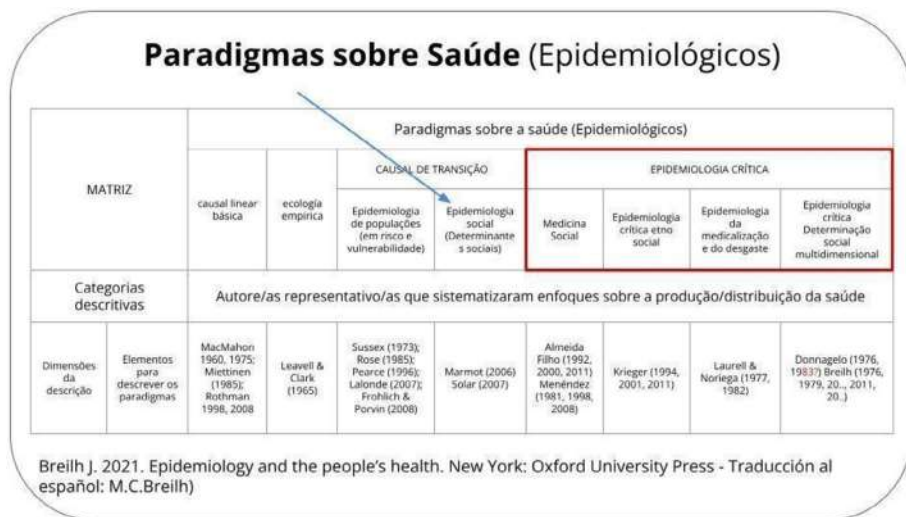 Paradigmas sobre Saúde (Epidemiológicos)
Paradigmas sobre a saúde (Epidemiológicos)
MATRIZ
causal linear
básica
ecología
empirica
CAUSAL DE TRANSIÇÃO
Epidemiologia
de populações
(em risco e
vulnerabilidade)
Epidemiologia
social
(Determinante
s sociais)
EPIDEMIOLOGIA CRÍTICA
Medicina
Social
Epidemiologia
crítica etno
social
Epidemiologia
da
medicalização
e do desgaste
Epidemiologia
crítica
Determinação
social
multidimensional
Categorias
descritivas
Autore/as representativo/as que sistematizaram enfoques sobre a produção/distribuição da saúde
Dimensões
da
descrição
Elementos
para
descrever os
paradigmas
MacMahon
1960, 1975;
Miettinen
(1985);
Rothman
1998, 2008
Leavell &
Clark
(1965)
Sussex (1973);
Rose (1985);
Pearce (1996);
Lalonde (2007);
Frohlich &
Porvin (2008)
Marmot (2006)
Solar (2007)
Almeida
Filho (1992,
2000, 2011)
Menéndez
(1981, 1998,
2008)
Krieger (1994,
2001, 2011)
Laurell &
Noriega (1977,
1982)
Donnagelo (1976,
1983?) Breilh (1976,
1979, 20.., 2011,
20..)
Breilh J. 2021. Epidemiology and the people's health. New York: Oxford University Press - Traducción al
español: M.C.Breilh)